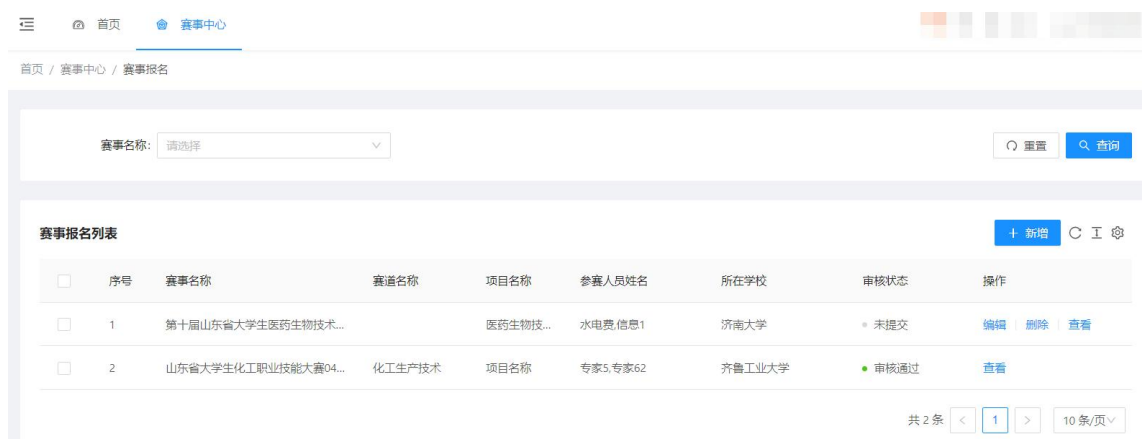 首页 赛事中心
首页 / 赛事中心 / 赛事报名
赛事名称: 请选择 重置 查询
赛事报名列表 + 新增
序号 赛事名称 赛道名称 项目名称 参赛人员姓名 所在学校 审核状态 操作
1 第十届山东省大学生医药生物技术... 医药生物技... 水电费,信息1 济南大学 未提交 编辑 删除 查看
2 山东省大学生化工职业技能大赛04... 化工生产技术 项目名称 专家5,专家62 齐鲁工业大学 审核通过 查看
共 2 条 < 1 > 10 条/页